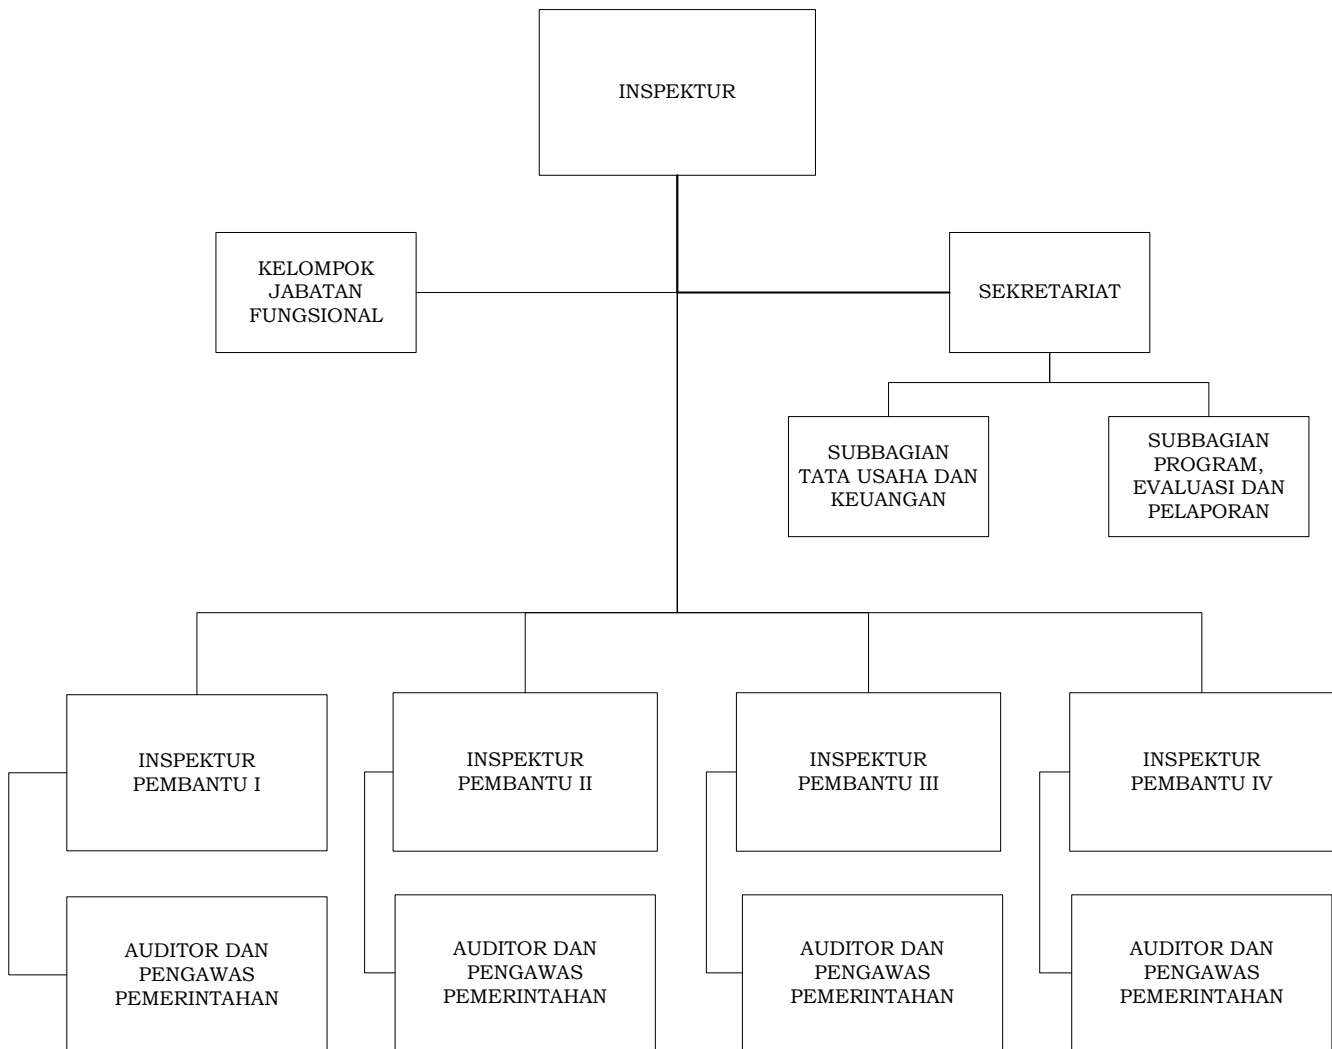 INSPEKTUR
KELOMPOK
JABATAN
FUNGSIONAL
SEKRETARIAT
SUBBAGIAN
TATA USAHA DAN
KEUANGAN
SUBBAGIAN
PROGRAM,
EVALUASI DAN
PELAPORAN
INSPEKTUR
PEMBANTU I
INSPEKTUR
PEMBANTU II
INSPEKTUR
PEMBANTU III
INSPEKTUR
PEMBANTU IV
AUDITOR DAN
PENGAWAS
PEMERINTAHAN
AUDITOR DAN
PENGAWAS
PEMERINTAHAN
AUDITOR DAN
PENGAWAS
PEMERINTAHAN
AUDITOR DAN
PENGAWAS
PEMERINTAHAN